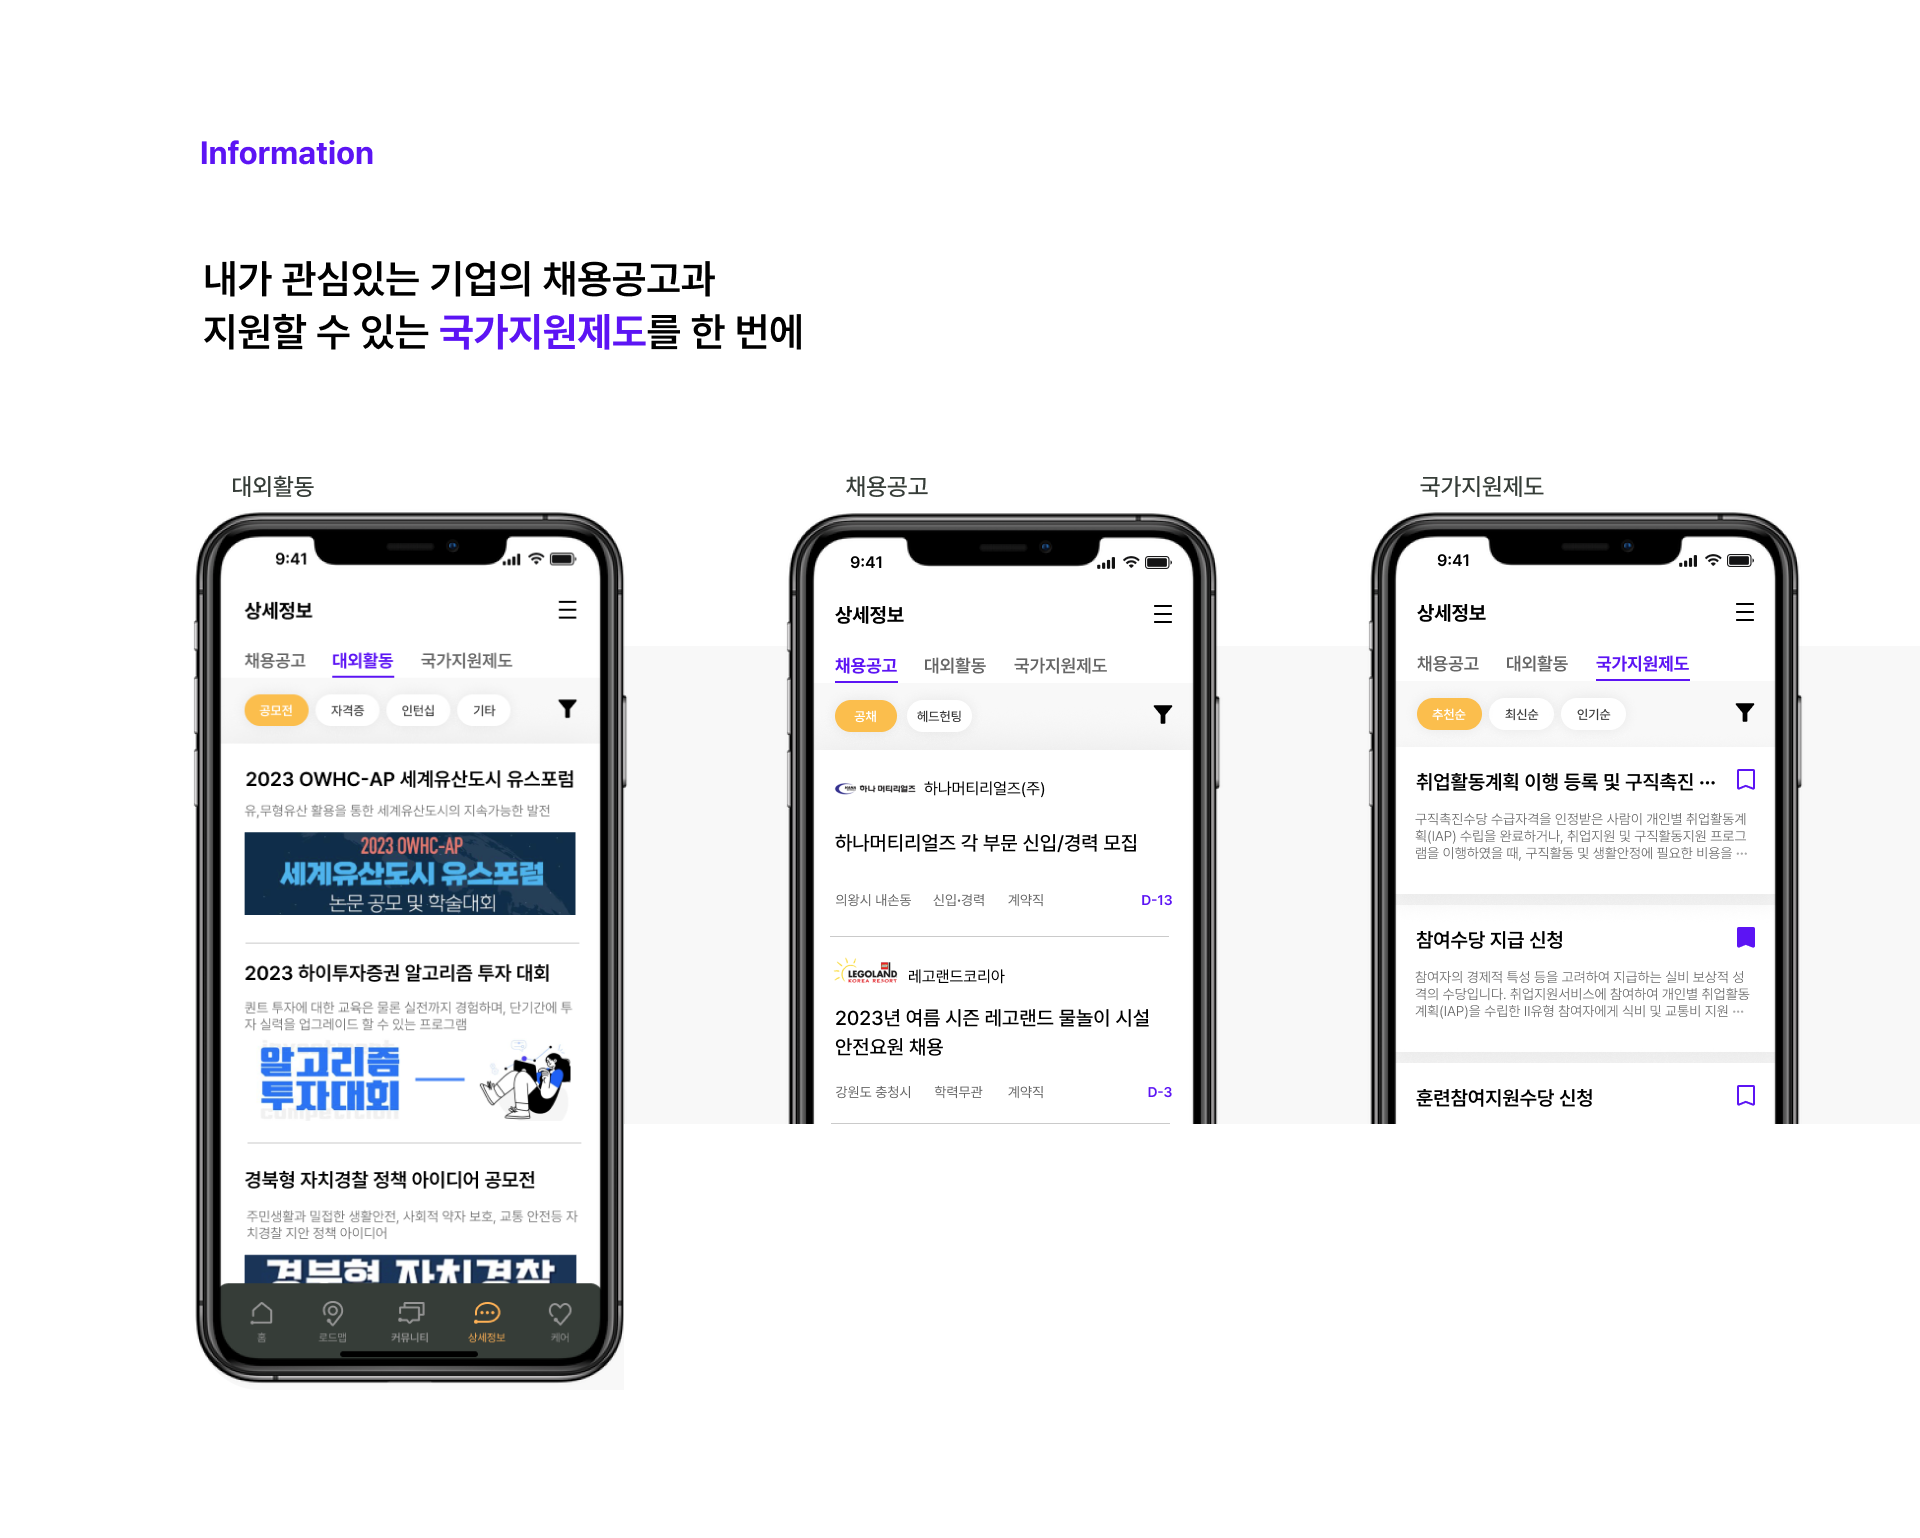 Information
내가 관심있는 기업의 채용공고과
지원할 수 있는 국가지원제도를 한 번에
대외활동
9:41
상세정보
채용공고 대외활동 국가지원제도
공모전 자격증 인턴십 기타
2023 OWHC-AP 세계유산도시 유스포럼
유,무형유산 활용을 통한 세계유산도시의 지속가능한 발전
2023 OWHC-AP
세계유산도시 유스포럼
논문 공모 및 학술대회
2023 하이투자증권 알고리즘 투자 대회
퀀트 투자에 대한 교육은 물론 실전까지 경험하며, 단기간에 투
자 실력을 업그레이드 할 수 있는 프로그램
알고리즘
투자대회
competition
경북형 자치경찰 정책 아이디어 공모전
주민생활과 밀접한 생활안전, 사회적 약자 보호, 교통 안전등 자
치경찰 지안 정책 아이디어
경북형 자치경찰
홈 로드맵 커뮤니티 상세정보 케어
채용공고
9:41
상세정보
채용공고 대외활동 국가지원제도
공채 헤드헌팅
하나 머티리얼즈 하나머티리얼즈(주)
하나머티리얼즈 각 부문 신입/경력 모집
의왕시 내손동 신입·경력 계약직 D-13
LEGOLAND
KOREA RESORT
레고랜드코리아
2023년 여름 시즌 레고랜드 물놀이 시설
안전요원 채용
강원도 충청시 학력무관 계약직 D-3
국가지원제도
9:41
상세정보
채용공고 대외활동 국가지원제도
추천순 최신순 인기순
취업활동계획 이행 등록 및 구직촉진 ···
구직촉진수당 수급자격을 인정받은 사람이 개인별 취업활동계
획(IAP) 수립을 완료하거나, 취업지원 및 구직활동지원 프로그
램을 이행하였을 때, 구직활동 및 생활안정에 필요한 비용을 ···
참여수당 지급 신청
참여자의 경제적 특성 등을 고려하여 지급하는 실비 보상적 성
격의 수당입니다. 취업지원서비스에 참여하여 개인별 취업활동
계획(IAP)을 수립한 II유형 참여자에게 식비 및 교통비 지원 ···
훈련참여지원수당 신청